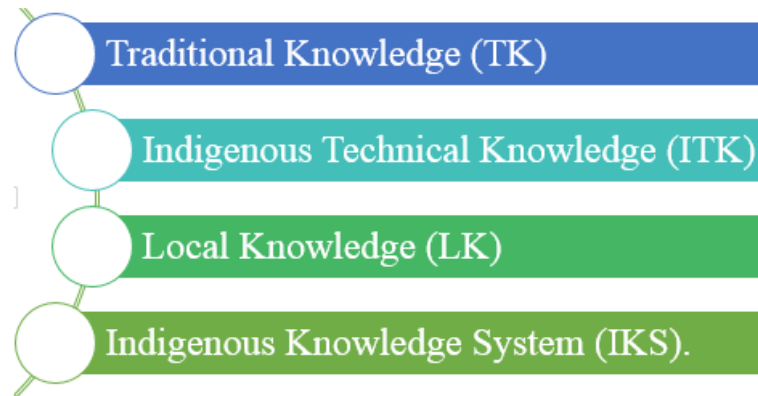 Traditional Knowledge (TK)
Indigenous Technical Knowledge (ITK)
Local Knowledge (LK)
Indigenous Knowledge System (IKS).